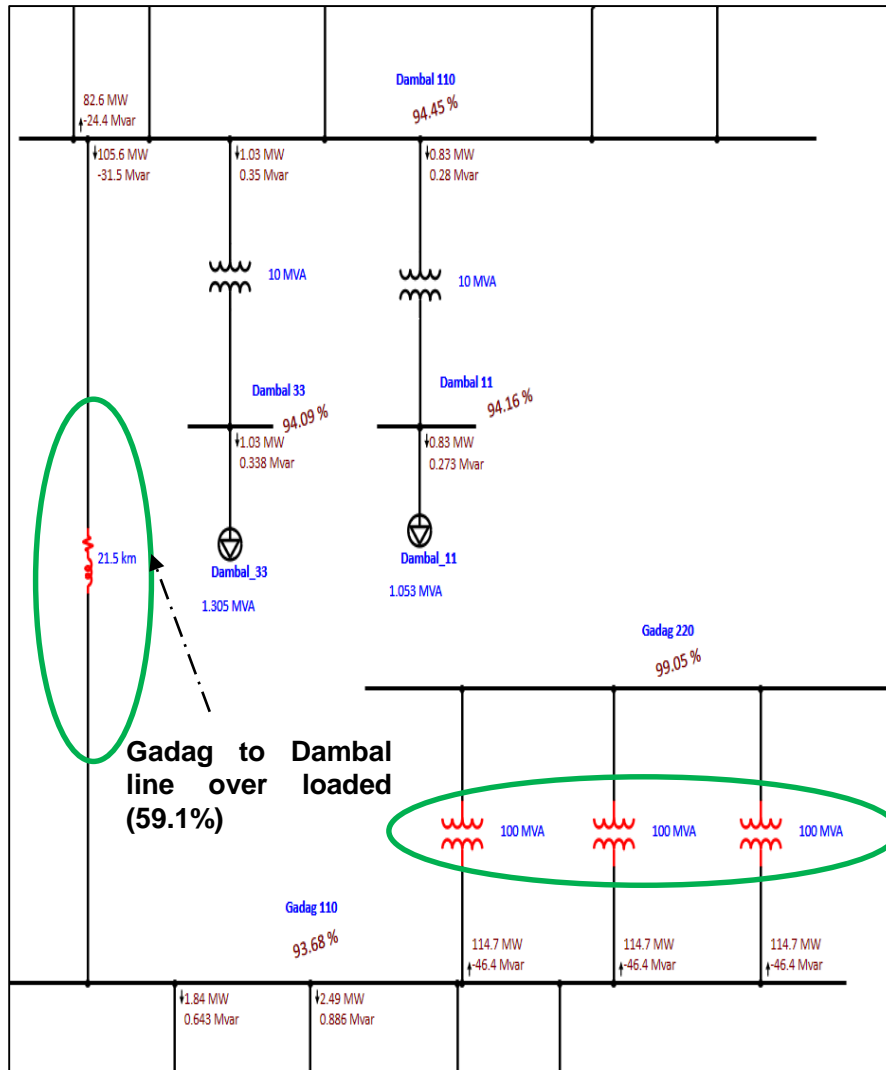 Dambal 110
94.45 %
82.6 MW
-24.4 Mvar
105.6 MW
-31.5 Mvar
1.03 MW
0.35 Mvar
0.83 MW
0.28 Mvar
10 MVA
10 MVA
Dambal 33
94.09 %
Dambal 11
94.16 %
1.03 MW
0.338 Mvar
0.83 MW
0.273 Mvar
21.5 km
Dambal_33
1.305 MVA
Dambal_11
1.053 MVA
Gadag 220
99.05 %
Gadag to Dambal
line over loaded
(59.1%)
100 MVA
100 MVA
100 MVA
Gadag 110
93.68 %
114.7 MW
-46.4 Mvar
114.7 MW
-46.4 Mvar
114.7 MW
-46.4 Mvar
1.84 MW
0.643 Mvar
2.49 MW
0.886 Mvar